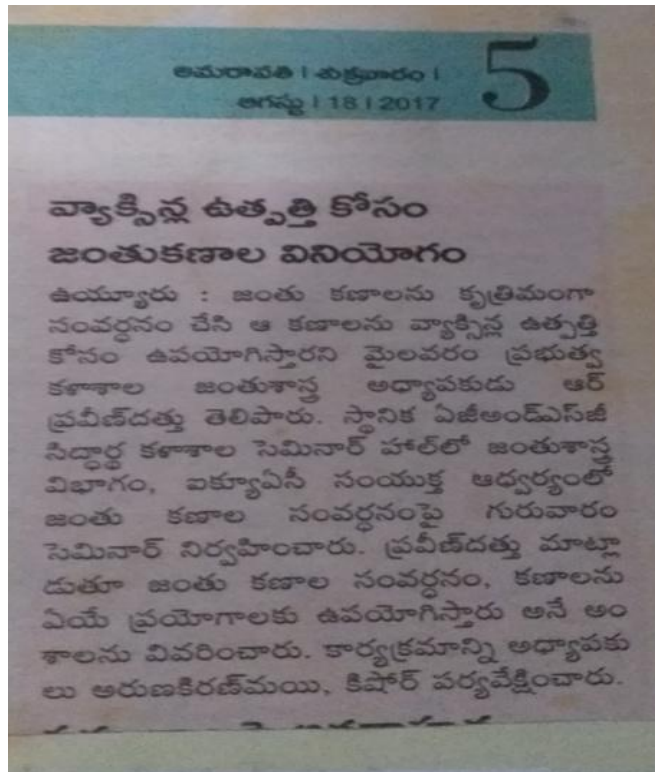 అమరావతి | శుక్రవారం |
ఆగస్టు | 18 | 2017
5
వ్యాక్సిన్ల ఉత్పత్తి కోసం
జంతుకణాల వినియోగం
ఉయ్యూరు : జంతు కణాలను కృత్రిమంగా
సంవర్ధనం చేసి ఆ కణాలను వ్యాక్సిన్ల ఉత్పత్తి
కోసం ఉపయోగిస్తారని మైలవరం ప్రభుత్వ
కళాశాల జంతుశాస్త్ర అధ్యాపకుడు ఆర్
ప్రవీణ్‌దత్తు తెలిపారు. స్థానిక ఏజీఅండ్ఎస్‌జీ
సిద్ధార్థ కళాశాల సెమినార్ హాల్‌లో జంతుశాస్త్ర
విభాగం, ఐక్యూఏసీ సంయుక్త ఆధ్వర్యంలో
జంతు కణాల సంవర్ధనంపై గురువారం
సెమినార్ నిర్వహించారు. ప్రవీణ్‌దత్తు మాట్లా
డుతూ జంతు కణాల సంవర్ధనం, కణాలను
ఏయే ప్రయోగాలకు ఉపయోగిస్తారు అనే అం
శాలను వివరించారు. కార్యక్రమాన్ని అధ్యాపకు
లు అరుణకిరణ్‌మయి, కిషోర్ పర్యవేక్షించారు.